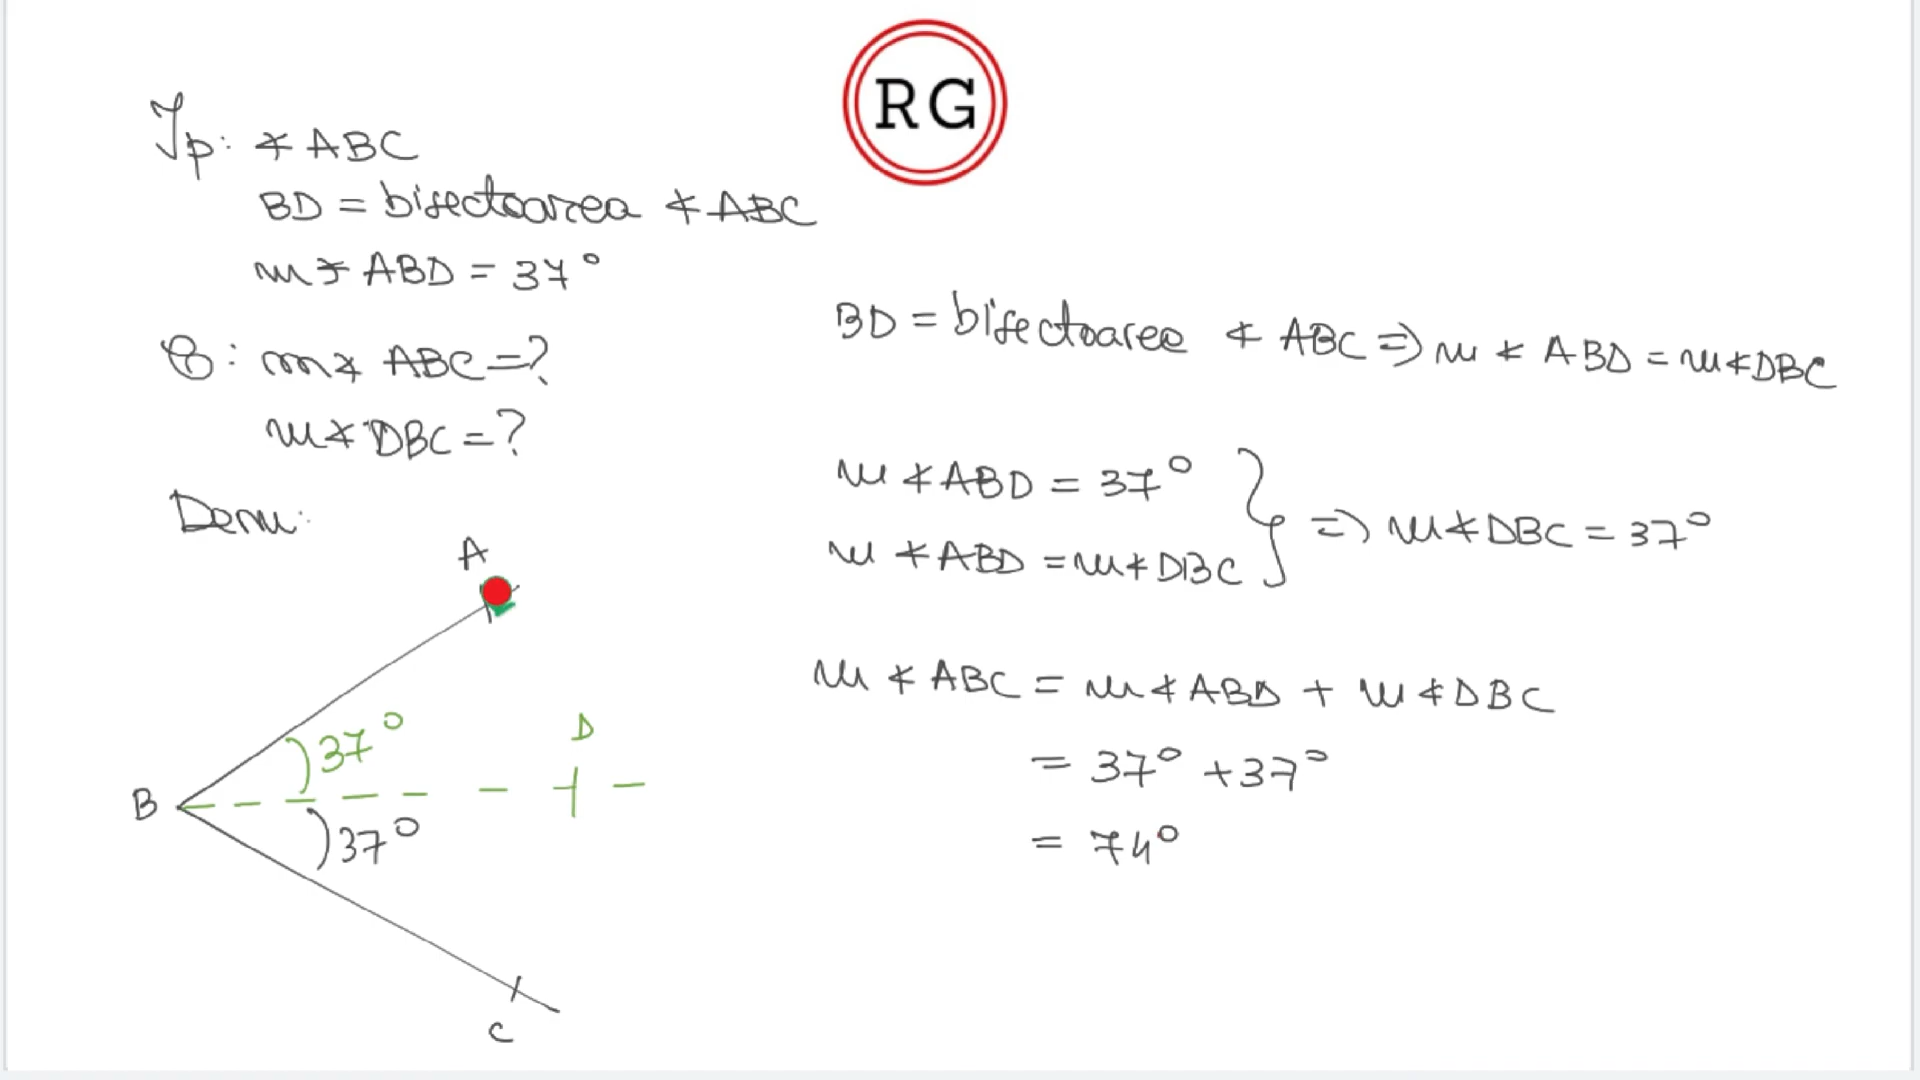 RG
Ip: ∢ ABC
BD = bisectoarea ∢ ABC
m ∢ ABD = 37°
C: m∢ ABC = ?
m∢ DBC = ?
Dem:
A
37°
D
B
37°
C
BD = bisectoarea ∢ ABC => m ∢ ABD = m∢DBC
m ∢ ABD = 37°
m ∢ ABD = m∢DBC } => m∢DBC = 37°
m ∢ ABC = m∢ ABD + m∢DBC
= 37° + 37°
= 74°